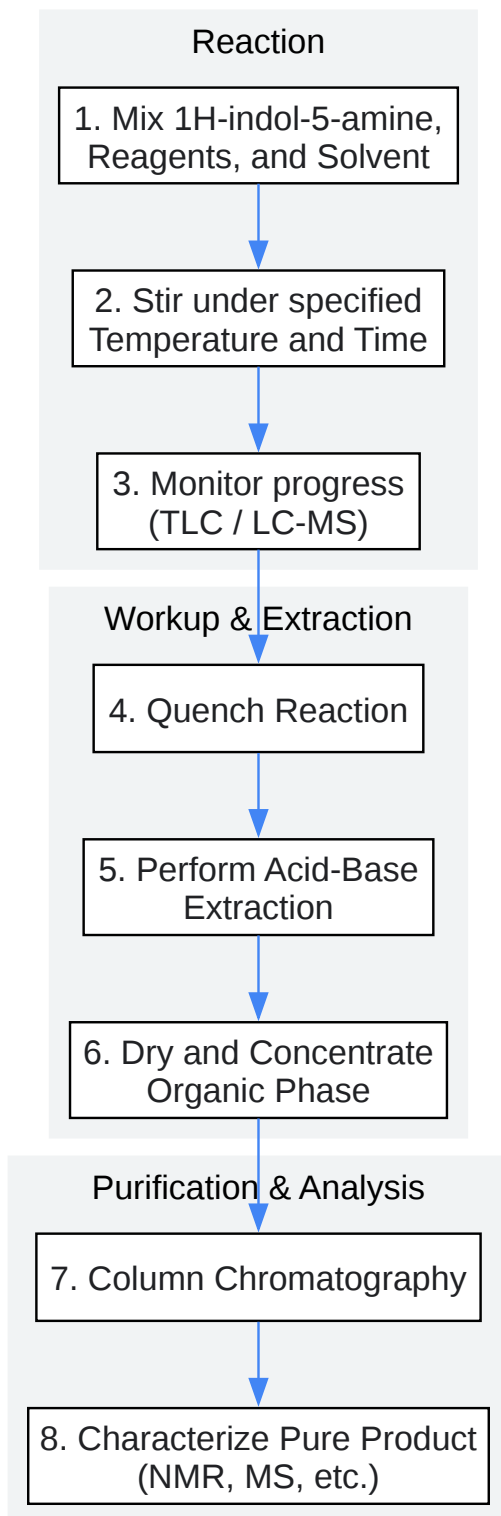 Reaction
1. Mix 1H-indol-5-amine,
Reagents, and Solvent
2. Stir under specified
Temperature and Time
3. Monitor progress
(TLC / LC-MS)
Workup & Extraction
4. Quench Reaction
5. Perform Acid-Base
Extraction
6. Dry and Concentrate
Organic Phase
Purification & Analysis
7. Column Chromatography
8. Characterize Pure Product
(NMR, MS, etc.)